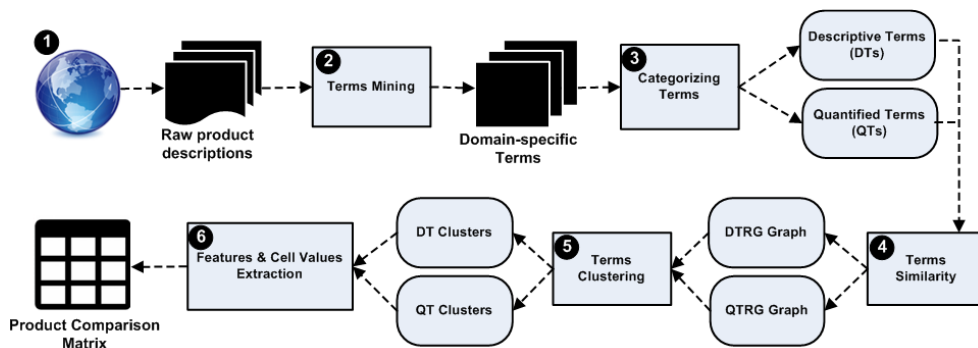 1
Raw product
descriptions
2
Terms Mining
Domain-specific
Terms
3
Categorizing
Terms
Descriptive Terms
(DTs)
Quantified Terms
(QTs)
4
Terms
Similarity
DTRG Graph
QTRG Graph
5
Terms
Clustering
DT Clusters
QT Clusters
6
Features & Cell Values
Extraction
Product Comparison
Matrix